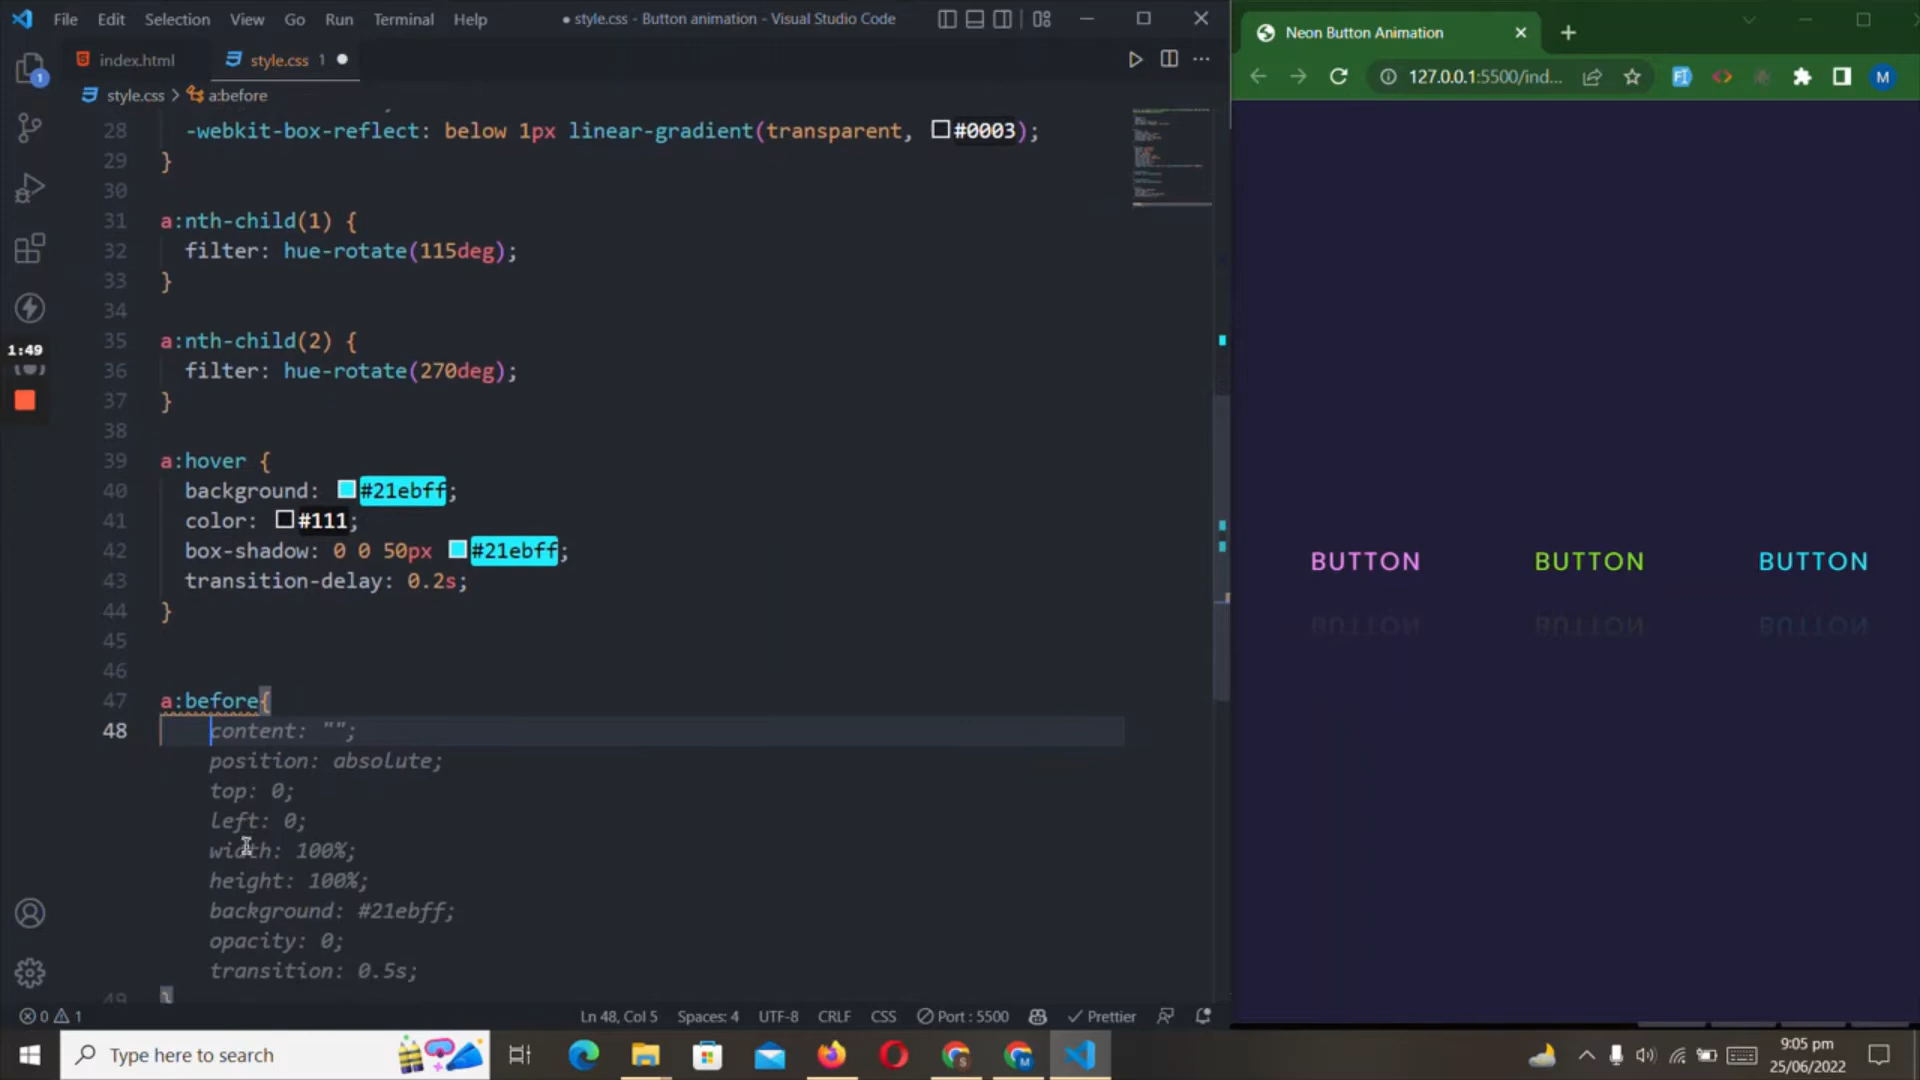 File Edit Selection View Go Run Terminal Help
● style.css - Button animation - Visual Studio Code
index.html
style.css 1
style.css > a:before
28 -webkit-box-reflect: below 1px linear-gradient(transparent, #0003);
29 }
30
31 a:nth-child(1) {
32 filter: hue-rotate(115deg);
33 }
34
35 a:nth-child(2) {
36 filter: hue-rotate(270deg);
37 }
38
39 a:hover {
40 background: #21ebff;
41 color: #111;
42 box-shadow: 0 0 50px #21ebff;
43 transition-delay: 0.2s;
44 }
45
46
47 a:before{
48 content: "";
position: absolute;
top: 0;
left: 0;
width: 100%;
height: 100%;
background: #21ebff;
opacity: 0;
transition: 0.5s;
49 }
1
1:49
0 1
Ln 48, Col 5 Spaces: 4 UTF-8 CRLF CSS Port : 5500 Prettier
Neon Button Animation
127.0.0.1:5500/ind...
M
BUTTON BUTTON BUTTON
BUTTON BUTTON BUTTON
Type here to search
9:05 pm
25/06/2022